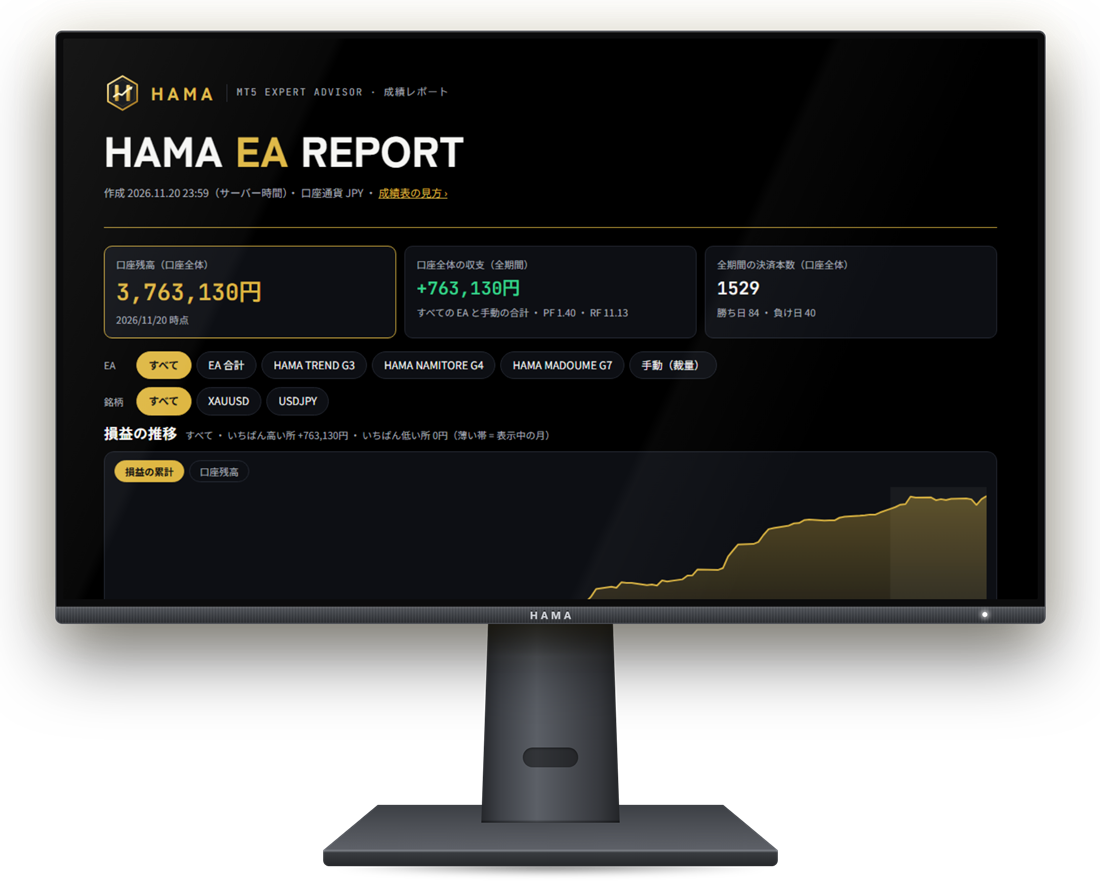 HAMA MT5 EXPERT ADVISOR · 成績レポート
HAMA EA REPORT
作成 2026.11.20 23:59（サーバー時間）・ 口座通貨 JPY ・ 成績表の見方 ›
口座残高（口座全体）
3,763,130円
2026/11/20 時点
口座全体の収支（全期間）
+763,130円
すべての EA と手動の合計 ・ PF 1.40 ・ RF 11.13
全期間の決済本数（口座全体）
1529
勝ち日 84 ・ 負け日 40
EA すべて EA 合計 HAMA TREND G3 HAMA NAMITORE G4 HAMA MADOUME G7 手動（裁量）
銘柄 すべて XAUUSD USDJPY
損益の推移 すべて ・ いちばん高い所 +763,130円 ・ いちばん低い所 0円（薄い帯 = 表示中の月）
損益の累計 口座残高
HAMA